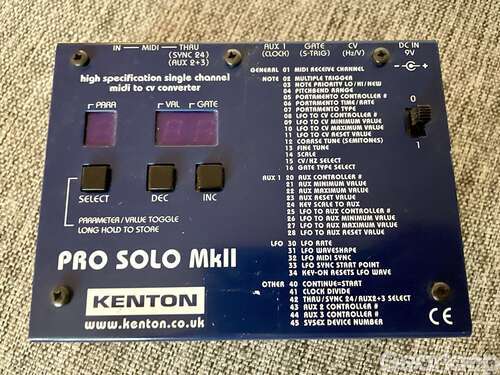 IN — MIDI — THRU
(SYNC 24)
(AUX 2+3)
AUX 1
(CLOCK)
GATE
(S-TRIG)
CV
(Hz/V)
DC IN
9V
high specification single channel
midi to cv converter
PARA
VAL
GATE
SELECT
DEC
INC
PARAMETER/VALUE TOGGLE
LONG HOLD TO STORE
PRO SOLO MkII
KENTON
www.kenton.co.uk
GENERAL 01 MIDI RECEIVE CHANNEL
NOTE 02 MULTIPLE TRIGGER
03 NOTE PRIORITY LO/HI/NEW
04 PITCHBEND RANGE
05 PORTAMENTO CONTROLLER #
06 PORTAMENTO TIME/RATE
07 PORTAMENTO TYPE
08 LFO TO CV CONTROLLER #
09 LFO TO CV MINIMUM VALUE
10 LFO TO CV MAXIMUM VALUE
11 LFO TO CV RESET VALUE
12 COARSE TUNE (SEMITONES)
13 FINE TUNE
14 SCALE
15 CV/HZ SELECT
16 GATE TYPE SELECT
AUX 1 20 AUX CONTROLLER #
21 AUX MINIMUM VALUE
22 AUX MAXIMUM VALUE
23 AUX RESET VALUE
24 KEY SCALE TO AUX
25 LFO TO AUX CONTROLLER #
26 LFO TO AUX MINIMUM VALUE
27 LFO TO AUX MAXIMUM VALUE
28 LFO TO AUX RESET VALUE
LFO 30 LFO RATE
31 LFO WAVESHAPE
32 LFO MIDI SYNC
33 LFO SYNC START POINT
34 KEY-ON RESETS LFO WAVE
OTHER 40 CONTINUE=START
41 CLOCK DIVIDE
42 THRU/SYNC 24/AUX2+3 SELECT
43 AUX 2 CONTROLLER #
44 AUX 3 CONTROLLER #
45 SYSEX DEVICE NUMBER
0
1
CE